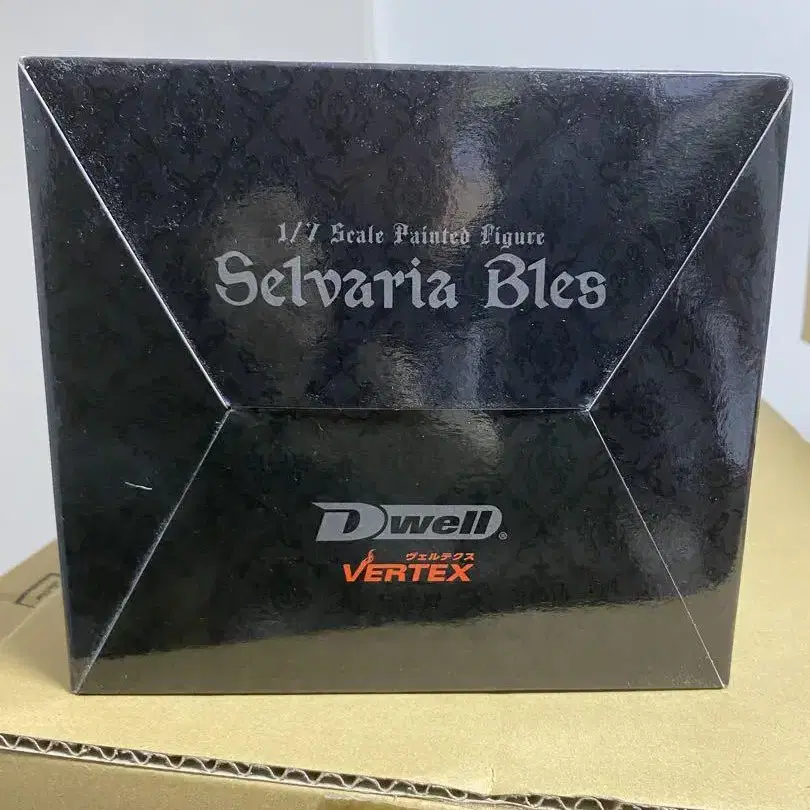 1/7 Scale Painted Figure
Selvaria Bles
Dwell®
ヴェルテクス
VERTEX